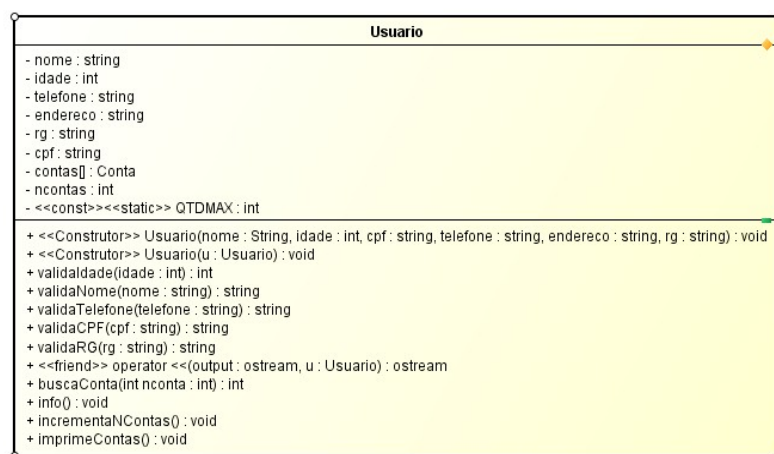 Usuario
- nome : string
- idade : int
- telefone : string
- endereco : string
- rg : string
- cpf : string
- contas[] : Conta
- ncontas : int
- <<const>><<static>> QTDMAX : int
+ <<Construtor>> Usuario(nome : String, idade : int, cpf : string, telefone : string, endereco : string, rg : string) : void
+ <<Construtor>> Usuario(u : Usuario) : void
+ validaIdade(idade : int) : int
+ validaNome(nome : string) : string
+ validaTelefone(telefone : string) : string
+ validaCPF(cpf : string) : string
+ validaRG(rg : string) : string
+ <<friend>> operator <<(output : ostream, u : Usuario) : ostream
+ buscaConta(int nconta : int) : int
+ info() : void
+ incrementaNContas() : void
+ imprimeContas() : void